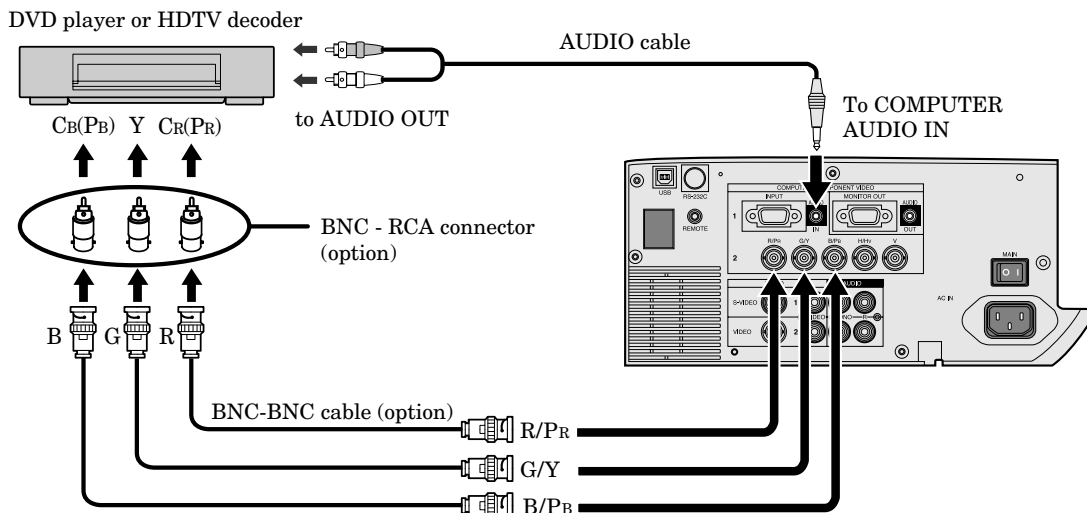 DVD player or HDTV decoder
AUDIO cable
to AUDIO OUT
To COMPUTER
AUDIO IN
CB(PB) Y CR(PR)
BNC - RCA connector
(option)
B G R
BNC-BNC cable (option)
R/PR
G/Y
B/PB
USB
RS-232C
REMOTE
INPUT
MONITOR OUT
AUDIO
1
IN
OUT
R/PR G/Y B/PB H/HV V
2
AUDIO
S-VIDEO
1
VIDEO
2
R
MAIN
O I
AC IN